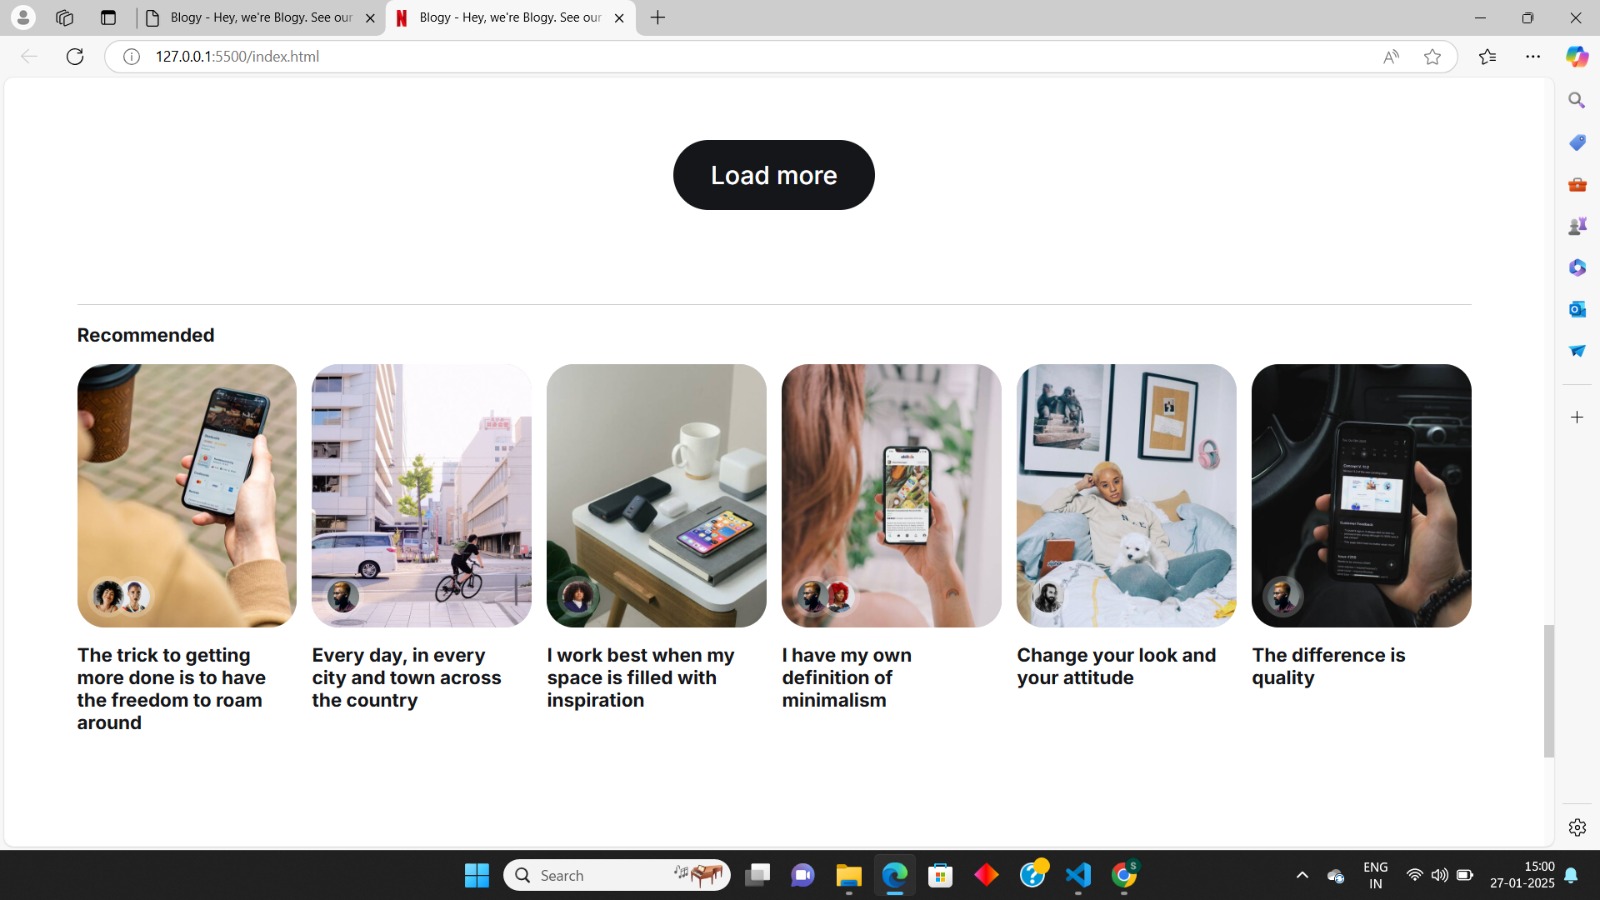 Blogy - Hey, we're Blogy. See our
Blogy - Hey, we're Blogy. See our
127.0.0.1:5500/index.html
Load more
Recommended
The trick to getting
more done is to have
the freedom to roam
around
Every day, in every
city and town across
the country
I work best when my
space is filled with
inspiration
I have my own
definition of
minimalism
Change your look and
your attitude
The difference is
quality
Search
S
ENG
IN
15:00
27-01-2025